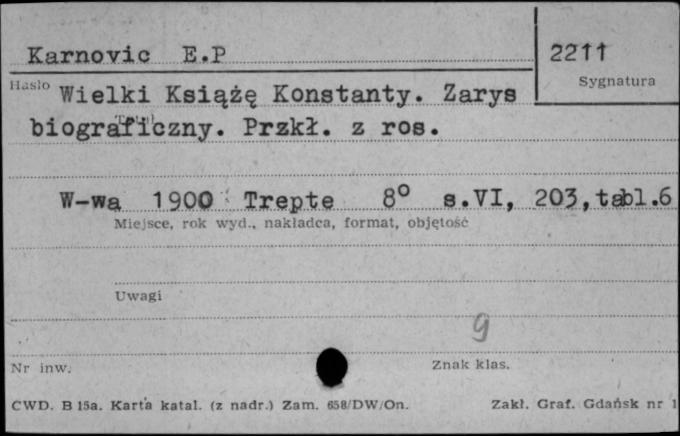 Karnovic E.P 2211
Hasło Sygnatura
Wielki Książę Konstanty. Zarys
biograficzny. Przkł. z ros.
Tytuł
W-wa 1900 Trepte 8° s.VI, 203,tabl.6
Miejsce, rok wyd., nakładca, format, objętość
Uwagi
9
Nr inw. Znak klas.
CWD. B 15a. Karta katal. (z nadr.) Zam. 658/DW/On. Zakł. Graf. Gdańsk nr 1